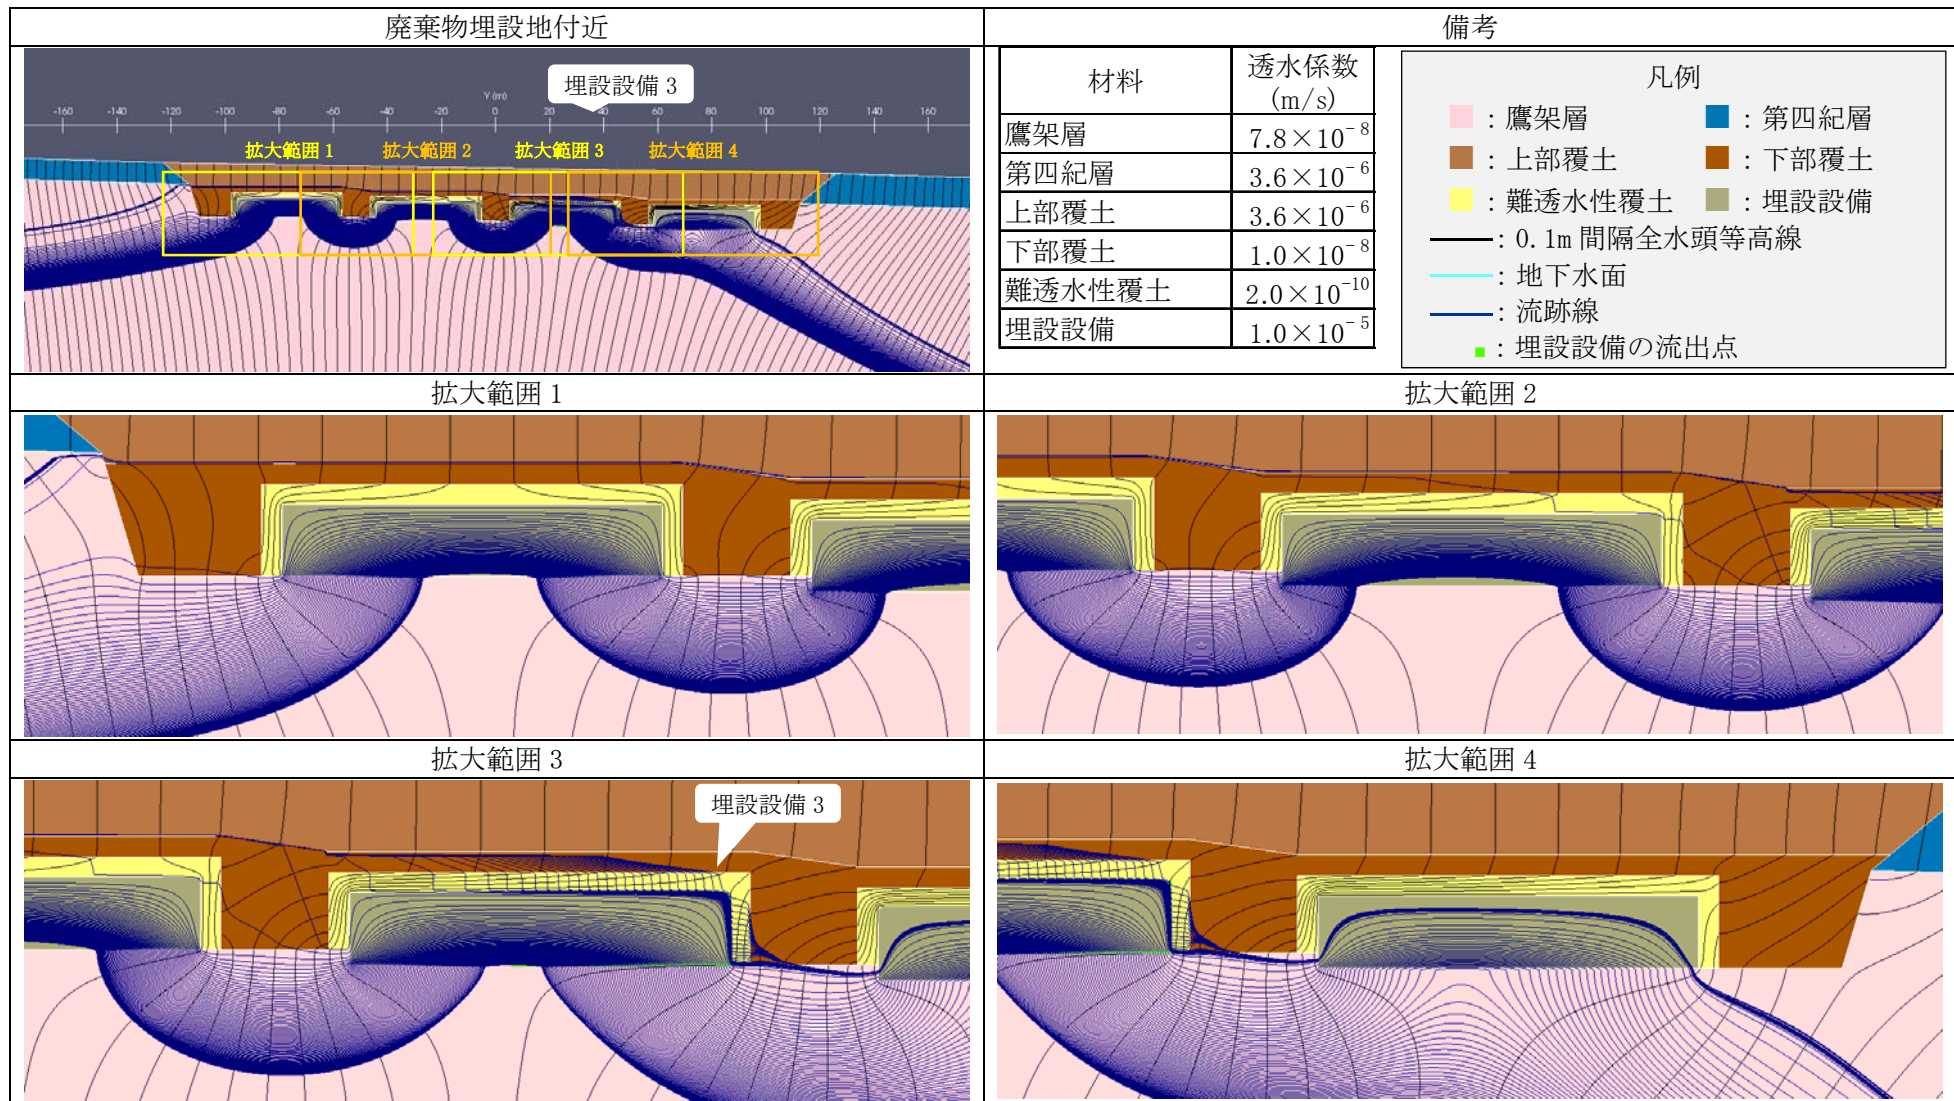 廃棄物埋設地付近
備考
埋設設備 3
Y (m)
-160 -140 -120 -100 -80 -60 -40 -20 0 20 40 60 80 100 120 140 160
拡大範囲 1 拡大範囲 2 拡大範囲 3 拡大範囲 4
材料 透水係数 (m/s)
鷹架層 7.8×10⁻⁸
第四紀層 3.6×10⁻⁶
上部覆土 3.6×10⁻⁶
下部覆土 1.0×10⁻⁸
難透水性覆土 2.0×10⁻¹⁰
埋設設備 1.0×10⁻⁵
凡例
：鷹架層 ：第四紀層
：上部覆土 ：下部覆土
：難透水性覆土 ：埋設設備
：0.1m 間隔全水頭等高線
：地下水面
：流跡線
：埋設設備の流出点
拡大範囲 1
拡大範囲 2
拡大範囲 3
拡大範囲 4
埋設設備 3